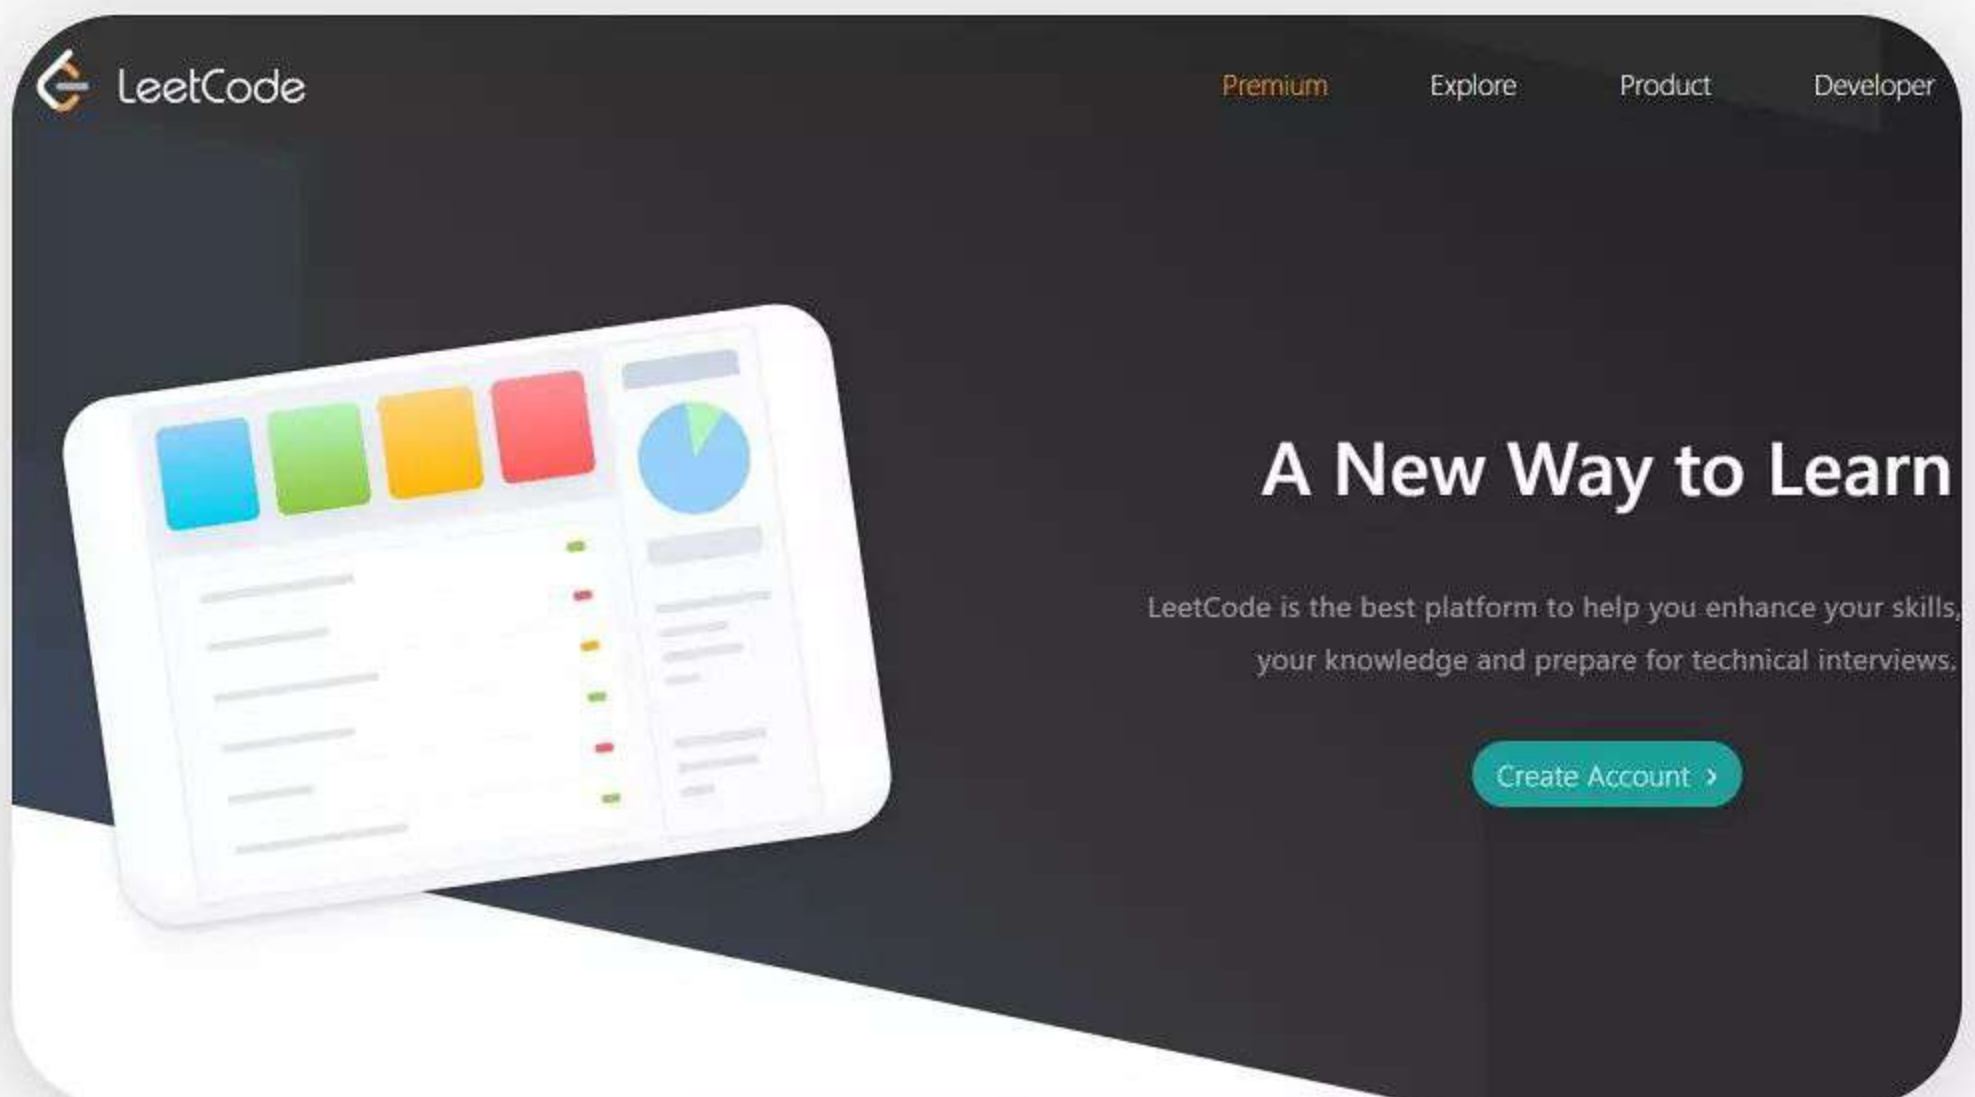 LeetCode
Premium Explore Product Developer
A New Way to Learn
LeetCode is the best platform to help you enhance your skills,
your knowledge and prepare for technical interviews.
Create Account >